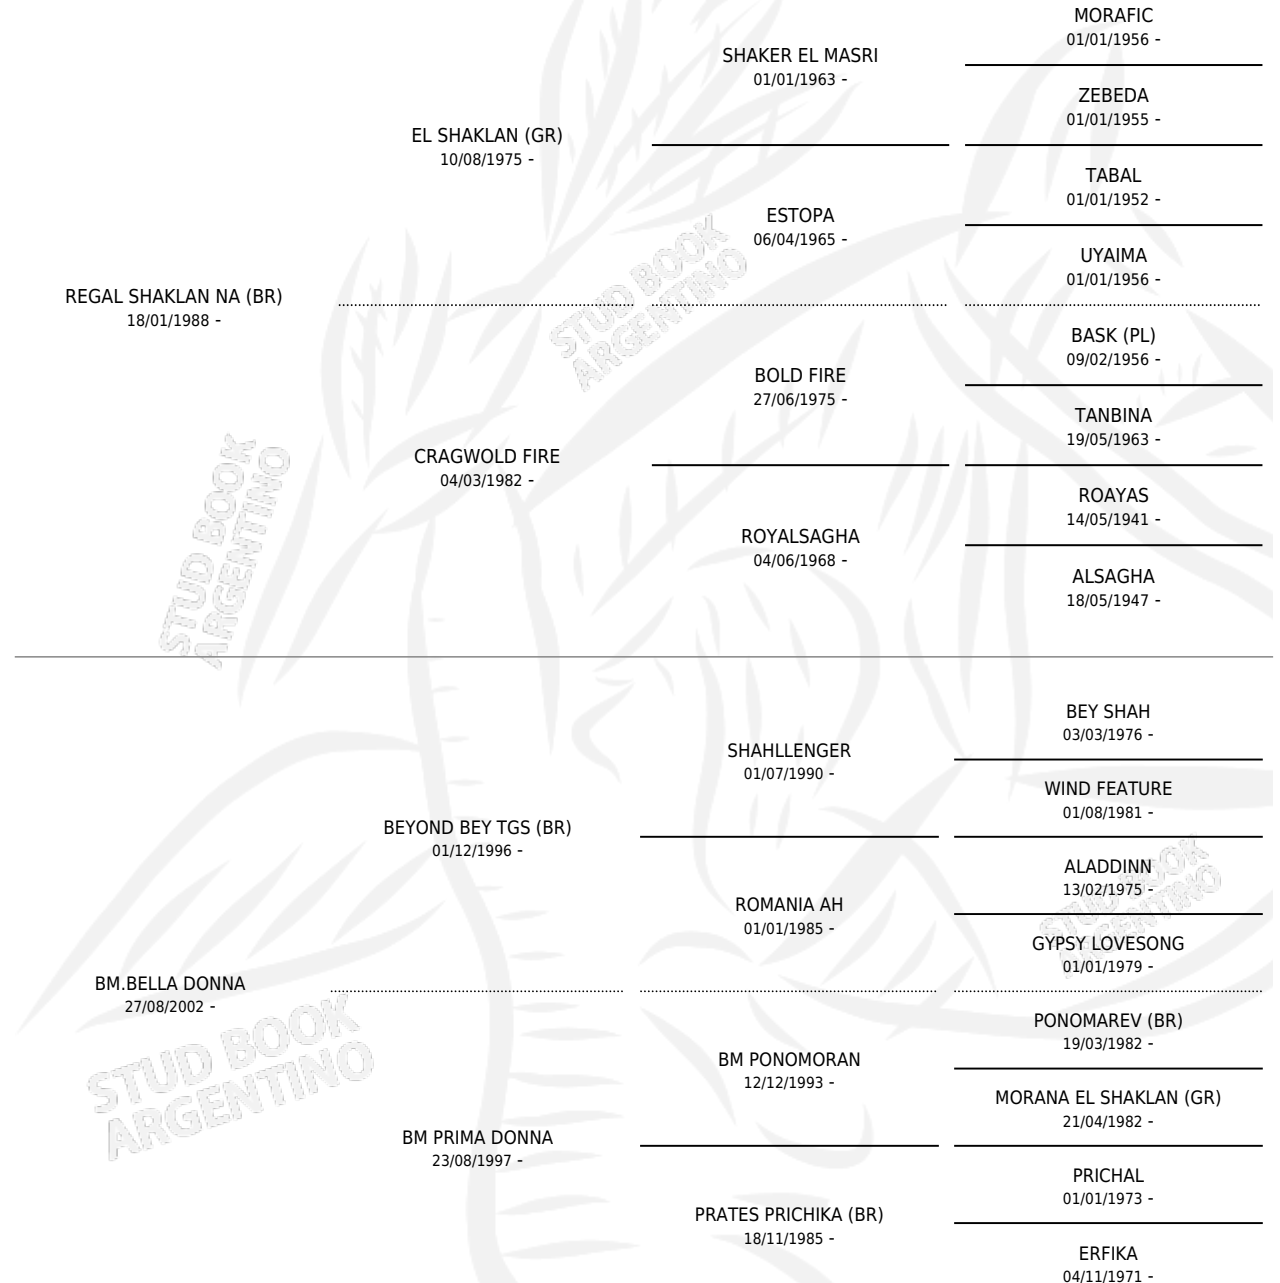 MORAFIC
01/01/1956 -
SHAKER EL MASRI
01/01/1963 -
ZEBEDA
01/01/1955 -
EL SHAKLAN (GR)
10/08/1975 -
TABAL
01/01/1952 -
ESTOPA
06/04/1965 -
UYAIMA
01/01/1956 -
REGAL SHAKLAN NA (BR)
18/01/1988 -
BASK (PL)
09/02/1956 -
BOLD FIRE
27/06/1975 -
TANBINA
19/05/1963 -
CRAGWOLD FIRE
04/03/1982 -
ROAYAS
14/05/1941 -
ROYALSAGHA
04/06/1968 -
ALSAGHA
18/05/1947 -
STUD BOOK
ARGENTINO
STUD BOOK
ARGENTINO
BEY SHAH
03/03/1976 -
SHAHLLENGER
01/07/1990 -
WIND FEATURE
01/08/1981 -
BEYOND BEY TGS (BR)
01/12/1996 -
ALADDINN
13/02/1975 -
ROMANIA AH
01/01/1985 -
GYPSY LOVESONG
01/01/1979 -
BM.BELLA DONNA
27/08/2002 -
PONOMAREV (BR)
19/03/1982 -
BM PONOMORAN
12/12/1993 -
MORANA EL SHAKLAN (GR)
21/04/1982 -
BM PRIMA DONNA
23/08/1997 -
PRICHAL
01/01/1973 -
PRATES PRICHIKA (BR)
18/11/1985 -
ERFIKA
04/11/1971 -
STUD BOOK
ARGENTINO
STUD BOOK
ARGENTINO